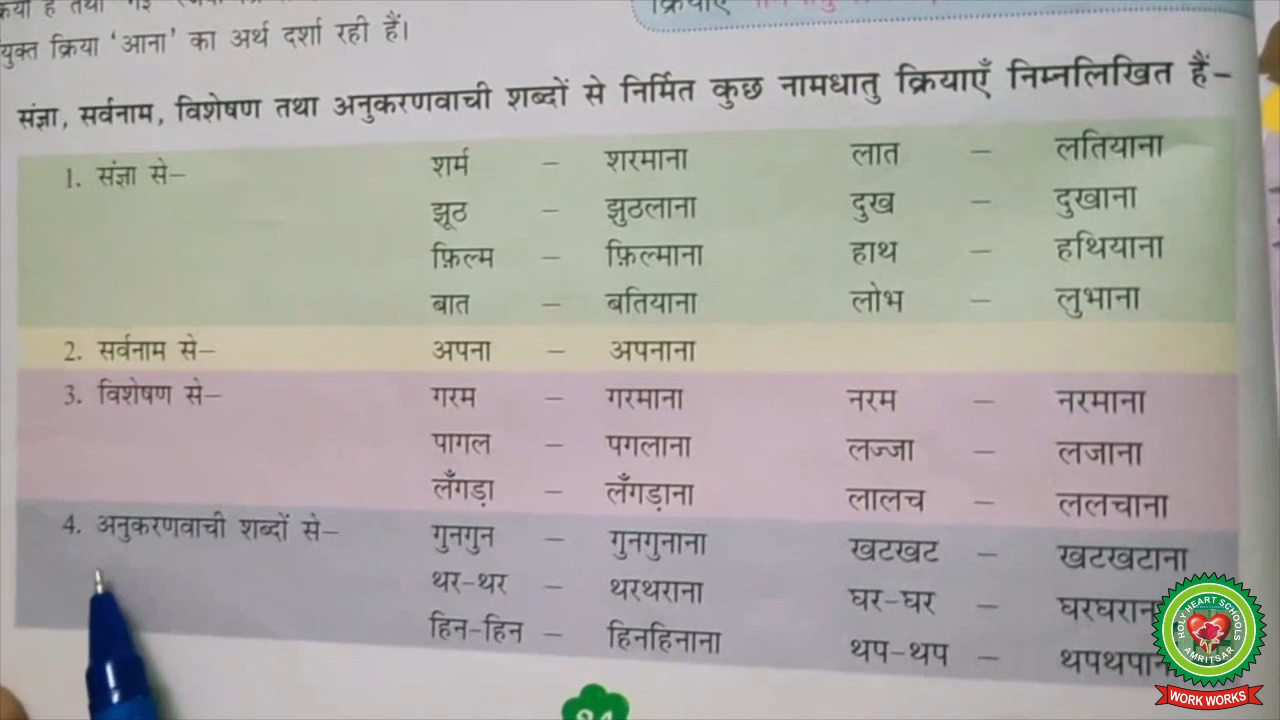 युक्त क्रिया 'आना' का अर्थ दर्शा रही हैं।
क्रियाएँ
संज्ञा, सर्वनाम, विशेषण तथा अनुकरणवाची शब्दों से निर्मित कुछ नामधातु क्रियाएँ निम्नलिखित हैं–
1. संज्ञा से– शर्म – शरमाना लात – लतियाना
झूठ – झुठलाना दुख – दुखाना
फ़िल्म – फ़िल्माना हाथ – हथियाना
बात – बतियाना लोभ – लुभाना
2. सर्वनाम से– अपना – अपनाना
3. विशेषण से– गरम – गरमाना नरम – नरमाना
पागल – पगलाना लज्जा – लजाना
लँगड़ा – लँगड़ाना लालच – ललचाना
4. अनुकरणवाची शब्दों से– गुनगुन – गुनगुनाना खटखट – खटखटाना
थर-थर – थरथराना घर-घर – घरघरान
हिन-हिन – हिनहिनाना थप-थप – थपथपान
HOLY HEART SCHOOLS
AMRITSAR
WORK WORKS